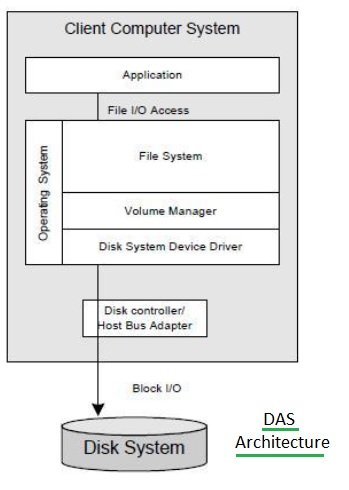 Client Computer System
Application
File I/O Access
Operating System
File System
Volume Manager
Disk System Device Driver
Disk controller/
Host Bus Adapter
Block I/O
DAS
Architecture
Disk System